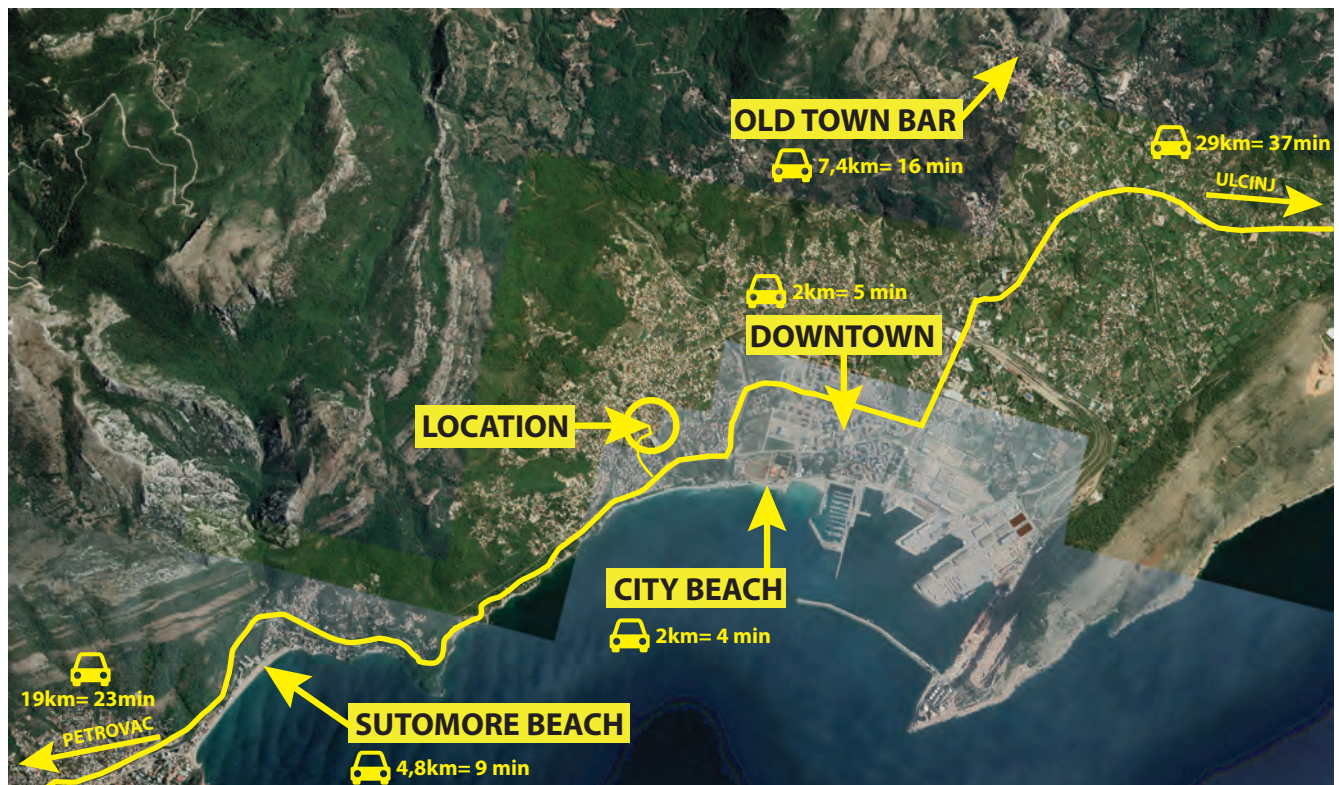 OLD TOWN BAR
7,4km= 16 min
29km= 37min
ULCINJ
2km= 5 min
DOWNTOWN
LOCATION
CITY BEACH
2km= 4 min
19km= 23min
PETROVAC
SUTOMORE BEACH
4,8km= 9 min